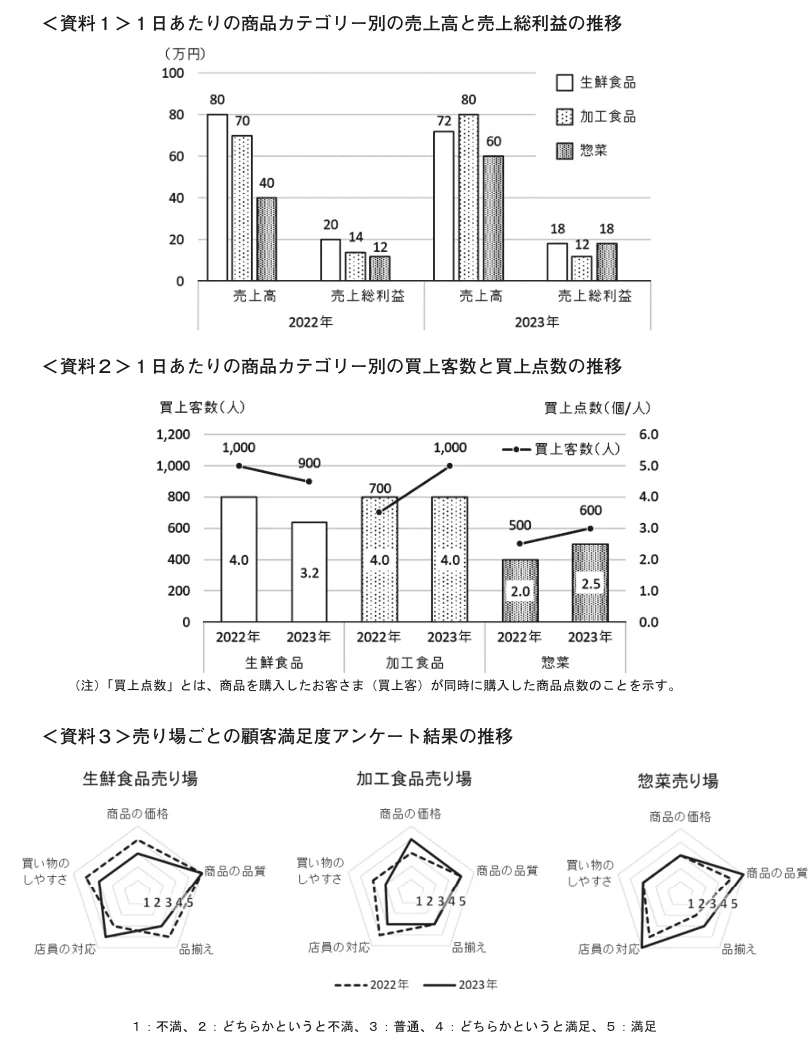 ＜資料１＞１日あたりの商品カテゴリー別の売上高と売上総利益の推移
（万円）
100
80
60
40
20
0
80
70
40
20
14
12
72
80
60
18
12
18
生鮮食品
加工食品
惣菜
売上高 売上総利益 売上高 売上総利益
2022年 2023年
＜資料２＞１日あたりの商品カテゴリー別の買上客数と買上点数の推移
買上客数（人） 買上点数（個/人）
1,200
1,000
800
600
400
200
0
6.0
5.0
4.0
3.0
2.0
1.0
0.0
買上客数（人）
1,000
900
700
1,000
500
600
4.0
3.2
4.0
4.0
2.0
2.5
2022年 2023年 2022年 2023年 2022年 2023年
生鮮食品 加工食品 惣菜
（注）「買上点数」とは、商品を購入したお客さま（買上客）が同時に購入した商品点数のことを示す。
＜資料３＞売り場ごとの顧客満足度アンケート結果の推移
生鮮食品売り場
商品の価格
買い物の
しやすさ
商品の品質
1 2 3 4 5
店員の対応
品揃え
加工食品売り場
商品の価格
買い物の
しやすさ
商品の品質
1 2 3 4 5
店員の対応
品揃え
惣菜売り場
商品の価格
買い物の
しやすさ
商品の品質
1 2 3 4 5
店員の対応
品揃え
2022年 2023年
１：不満、２：どちらかというと不満、３：普通、４：どちらかというと満足、５：満足